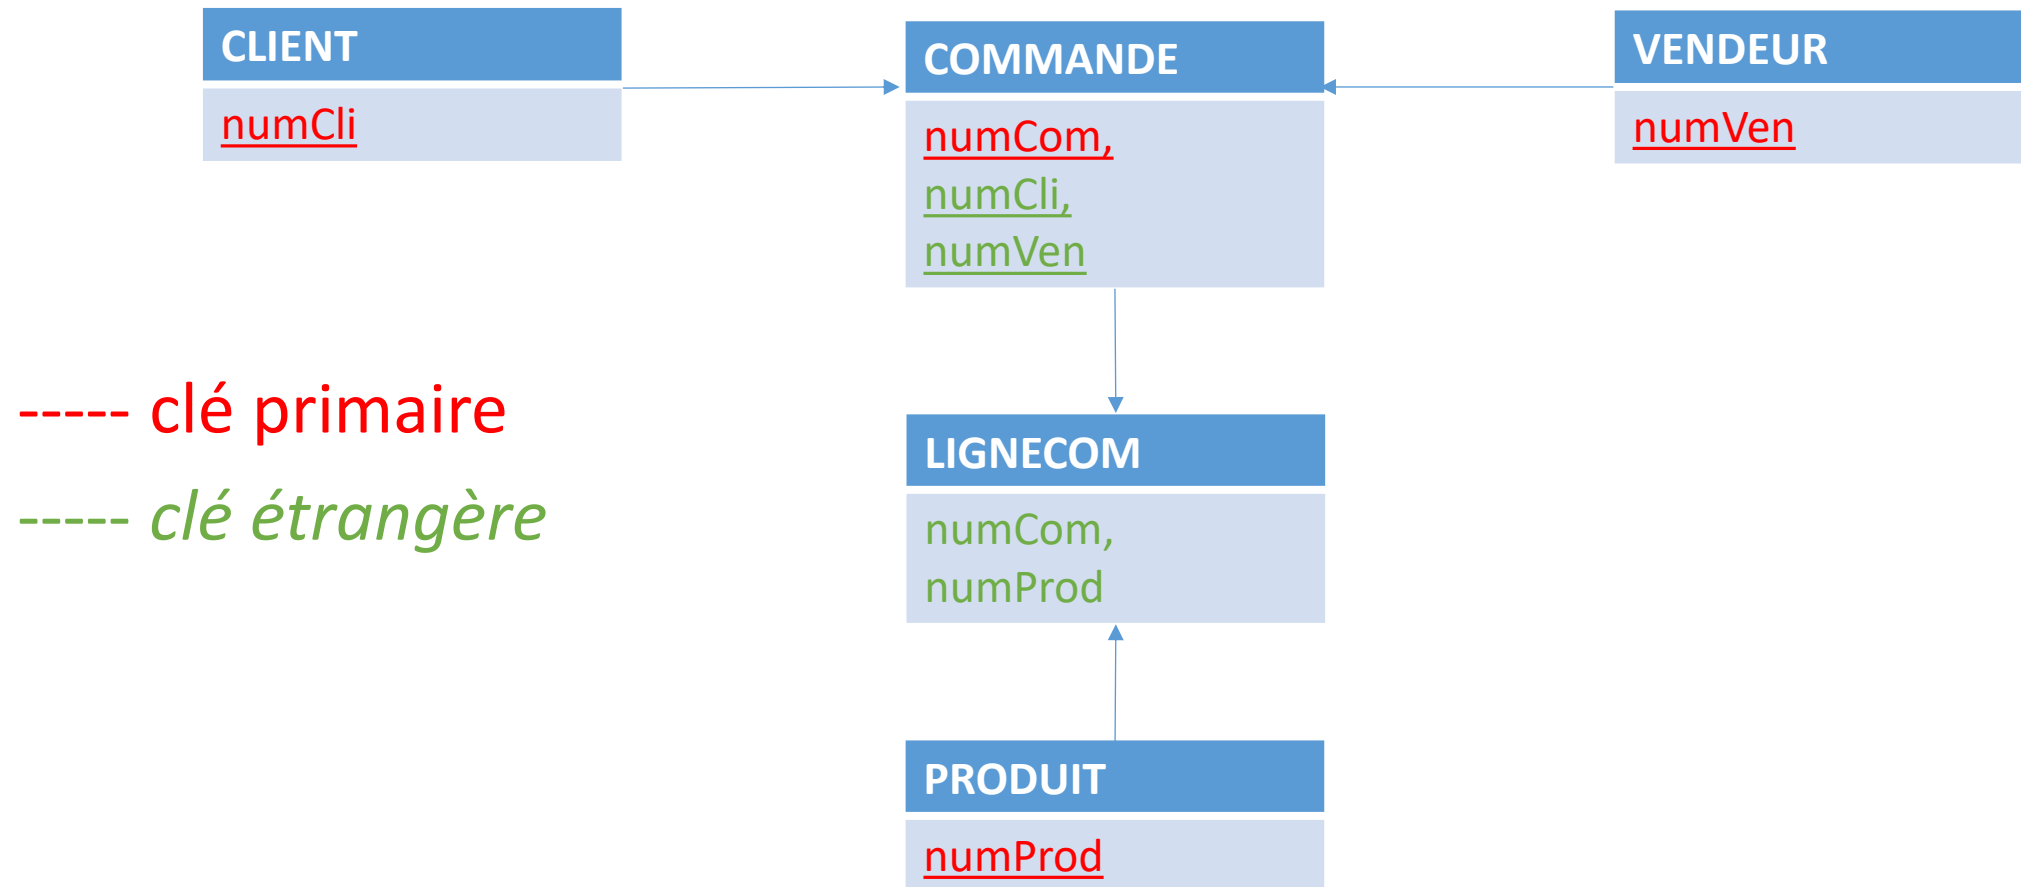 CLIENT
numCli
COMMANDE
numCom,
numCli,
numVen
VENDEUR
numVen
----- clé primaire
----- clé étrangère
LIGNECOM
numCom,
numProd
PRODUIT
numProd